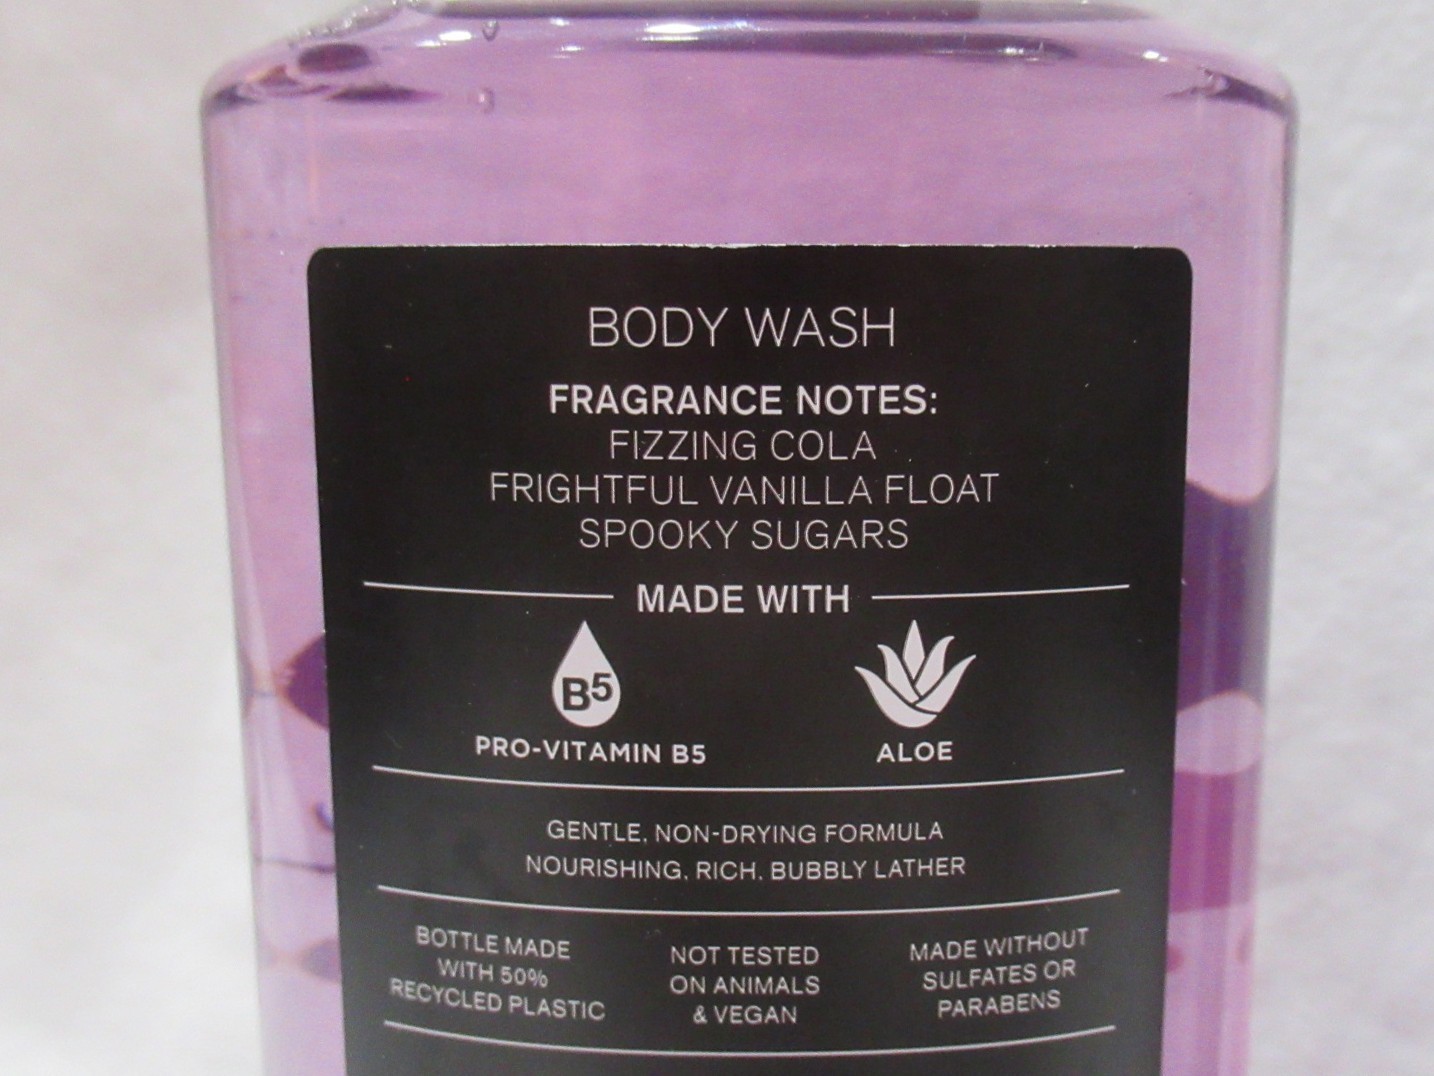 BODY WASH
FRAGRANCE NOTES:
FIZZING COLA
FRIGHTFUL VANILLA FLOAT
SPOOKY SUGARS
MADE WITH
B5
PRO-VITAMIN B5
ALOE
GENTLE, NON-DRYING FORMULA
NOURISHING, RICH, BUBBLY LATHER
BOTTLE MADE
WITH 50%
RECYCLED PLASTIC
NOT TESTED
ON ANIMALS
& VEGAN
MADE WITHOUT
SULFATES OR
PARABENS